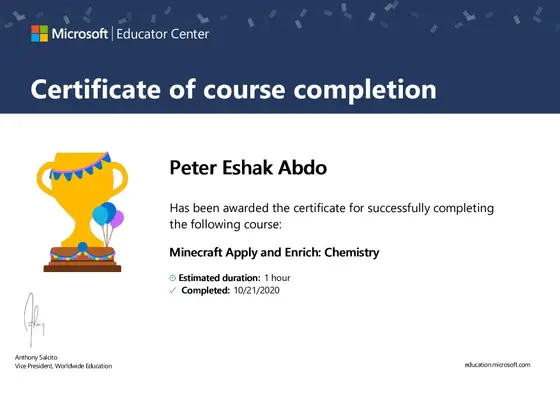 Microsoft | Educator Center
Certificate of course completion
Peter Eshak Abdo
Has been awarded the certificate for successfully completing
the following course:
Minecraft Apply and Enrich: Chemistry
Estimated duration: 1 hour
Completed: 10/21/2020
Anthony Salcito
Vice President, Worldwide Education
education.microsoft.com